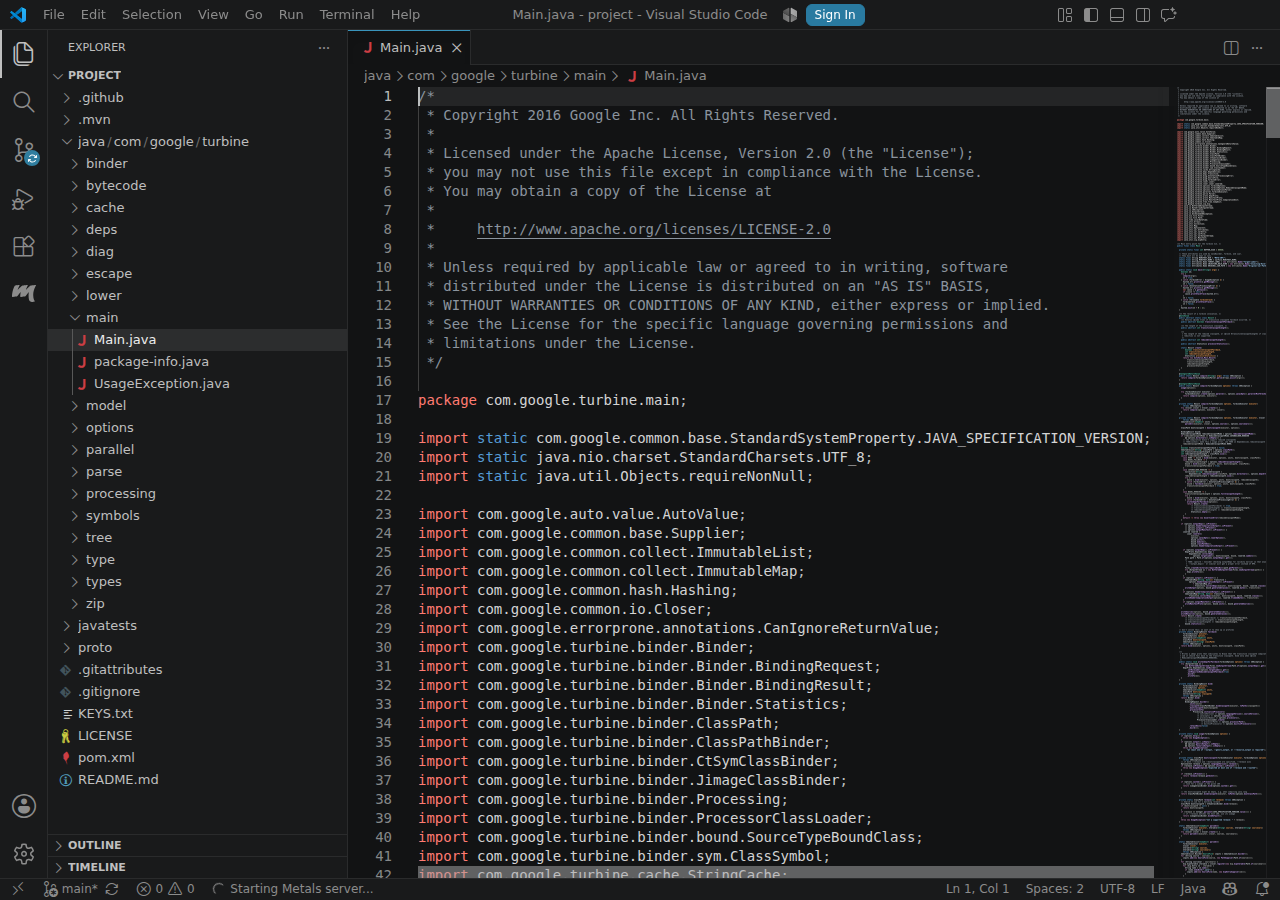 File Edit Selection View Go Run Terminal Help Main.java - project - Visual Studio Code Sign In
EXPLORER
PROJECT
.github
.mvn
java/com/google/turbine
binder
bytecode
cache
deps
diag
escape
lower
main
Main.java
package-info.java
UsageException.java
model
options
parallel
parse
processing
symbols
tree
type
types
zip
javatests
proto
.gitattributes
.gitignore
KEYS.txt
LICENSE
pom.xml
README.md
OUTLINE
TIMELINE
Main.java
java > com > google > turbine > main > Main.java
1 /*
2  * Copyright 2016 Google Inc. All Rights Reserved.
3  *
4  * Licensed under the Apache License, Version 2.0 (the "License");
5  * you may not use this file except in compliance with the License.
6  * You may obtain a copy of the License at
7  *
8  *     http://www.apache.org/licenses/LICENSE-2.0
9  *
10  * Unless required by applicable law or agreed to in writing, software
11  * distributed under the License is distributed on an "AS IS" BASIS,
12  * WITHOUT WARRANTIES OR CONDITIONS OF ANY KIND, either express or implied.
13  * See the License for the specific language governing permissions and
14  * limitations under the License.
15  */
16
17 package com.google.turbine.main;
18
19 import static com.google.common.base.StandardSystemProperty.JAVA_SPECIFICATION_VERSION;
20 import static java.nio.charset.StandardCharsets.UTF_8;
21 import static java.util.Objects.requireNonNull;
22
23 import com.google.auto.value.AutoValue;
24 import com.google.common.base.Supplier;
25 import com.google.common.collect.ImmutableList;
26 import com.google.common.collect.ImmutableMap;
27 import com.google.common.hash.Hashing;
28 import com.google.common.io.Closer;
29 import com.google.errorprone.annotations.CanIgnoreReturnValue;
30 import com.google.turbine.binder.Binder;
31 import com.google.turbine.binder.Binder.BindingRequest;
32 import com.google.turbine.binder.Binder.BindingResult;
33 import com.google.turbine.binder.Binder.Statistics;
34 import com.google.turbine.binder.ClassPath;
35 import com.google.turbine.binder.ClassPathBinder;
36 import com.google.turbine.binder.CtSymClassBinder;
37 import com.google.turbine.binder.JimageClassBinder;
38 import com.google.turbine.binder.Processing;
39 import com.google.turbine.binder.ProcessorClassLoader;
40 import com.google.turbine.binder.bound.SourceTypeBoundClass;
41 import com.google.turbine.binder.sym.ClassSymbol;
42 import com.google.turbine.cache.StringCache;
main* 0 0 Starting Metals server... Ln 1, Col 1 Spaces: 2 UTF-8 LF Java